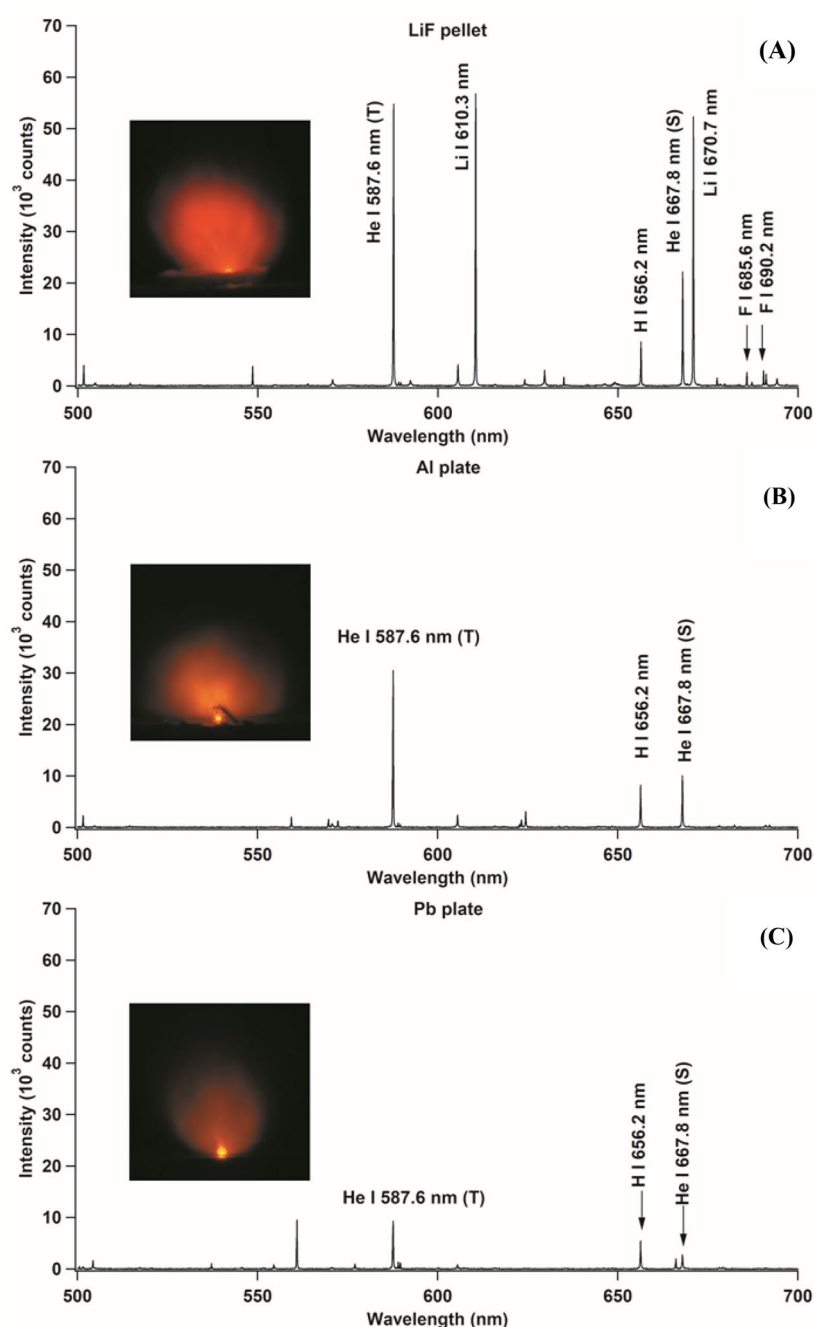 LiF pellet
(A)
70
60
50
40
30
20
10
0
Intensity (10³ counts)
He I 587.6 nm (T)
Li I 610.3 nm
H I 656.2 nm
He I 667.8 nm (S)
Li I 670.7 nm
F I 685.6 nm
F I 690.2 nm
500 550 600 650 700
Wavelength (nm)
Al plate
(B)
70
60
50
40
30
20
10
0
Intensity (10³ counts)
He I 587.6 nm (T)
H I 656.2 nm
He I 667.8 nm (S)
500 550 600 650 700
Wavelength (nm)
Pb plate
(C)
70
60
50
40
30
20
10
0
Intensity (10³ counts)
He I 587.6 nm (T)
H I 656.2 nm
He I 667.8 nm (S)
500 550 600 650 700
Wavelength (nm)